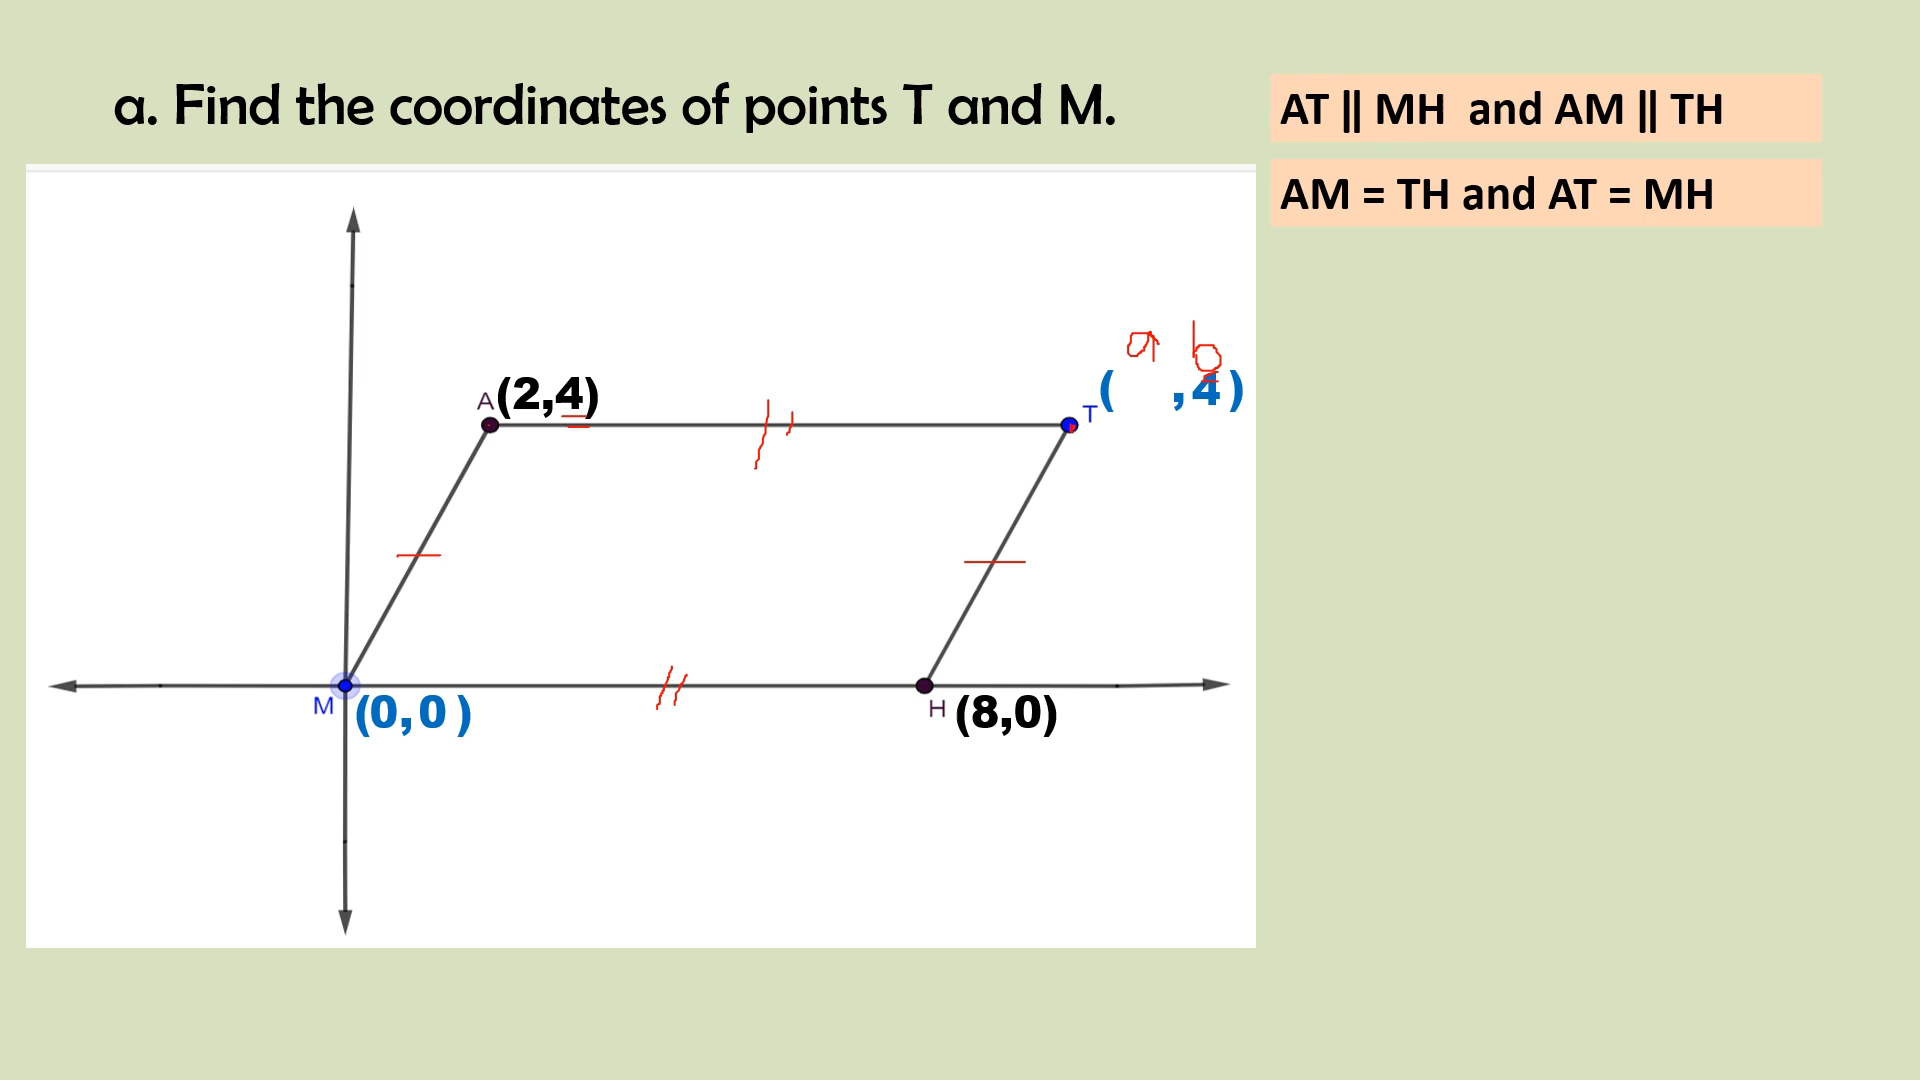 a. Find the coordinates of points T and M.
AT || MH and AM || TH
AM = TH and AT = MH
a b
A (2,4)
T ( ,4)
M (0,0 )
H (8,0)